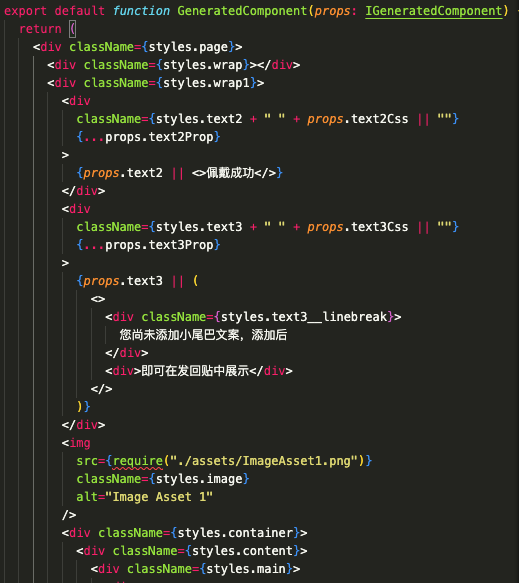 export default function GeneratedComponent(props: IGeneratedComponent) {
  return (
    <div className={styles.page}>
      <div className={styles.wrap}></div>
      <div className={styles.wrap1}>
        <div
          className={styles.text2 + " " + props.text2Css || ""}
          {...props.text2Prop}
        >
          {props.text2 || <>佩戴成功</>}
        </div>
        <div
          className={styles.text3 + " " + props.text3Css || ""}
          {...props.text3Prop}
        >
          {props.text3 || (
            <>
              <div className={styles.text3__linebreak}>
                您尚未添加小尾巴文案，添加后
              </div>
              <div>即可在发回贴中展示</div>
            </>
          )}
        </div>
        <img
          src={require("./assets/ImageAsset1.png")}
          className={styles.image}
          alt="Image Asset 1"
        />
        <div className={styles.container}>
          <div className={styles.content}>
            <div className={styles.main}>